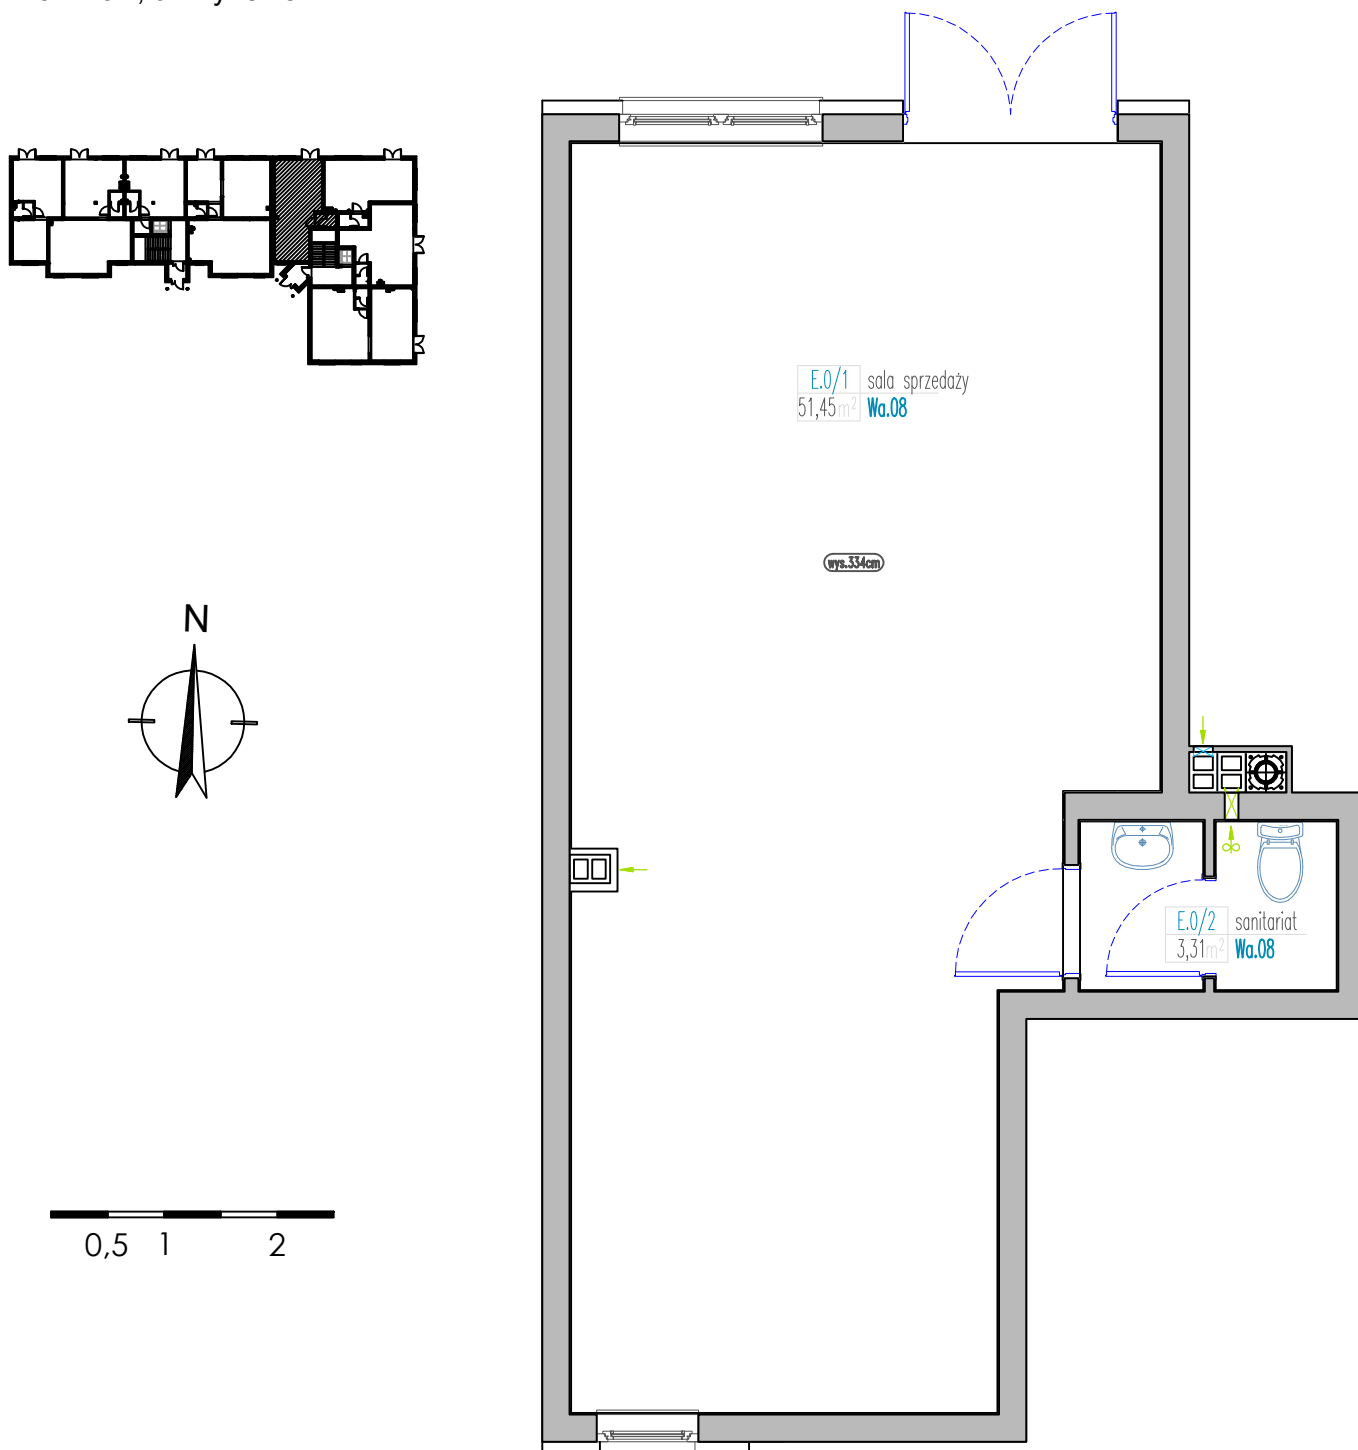 N
E.0/1 sala sprzedaży
51,45m² Wa.08
wys.334cm
E.0/2 sanitariat
3,31m² Wa.08
0,5 1 2